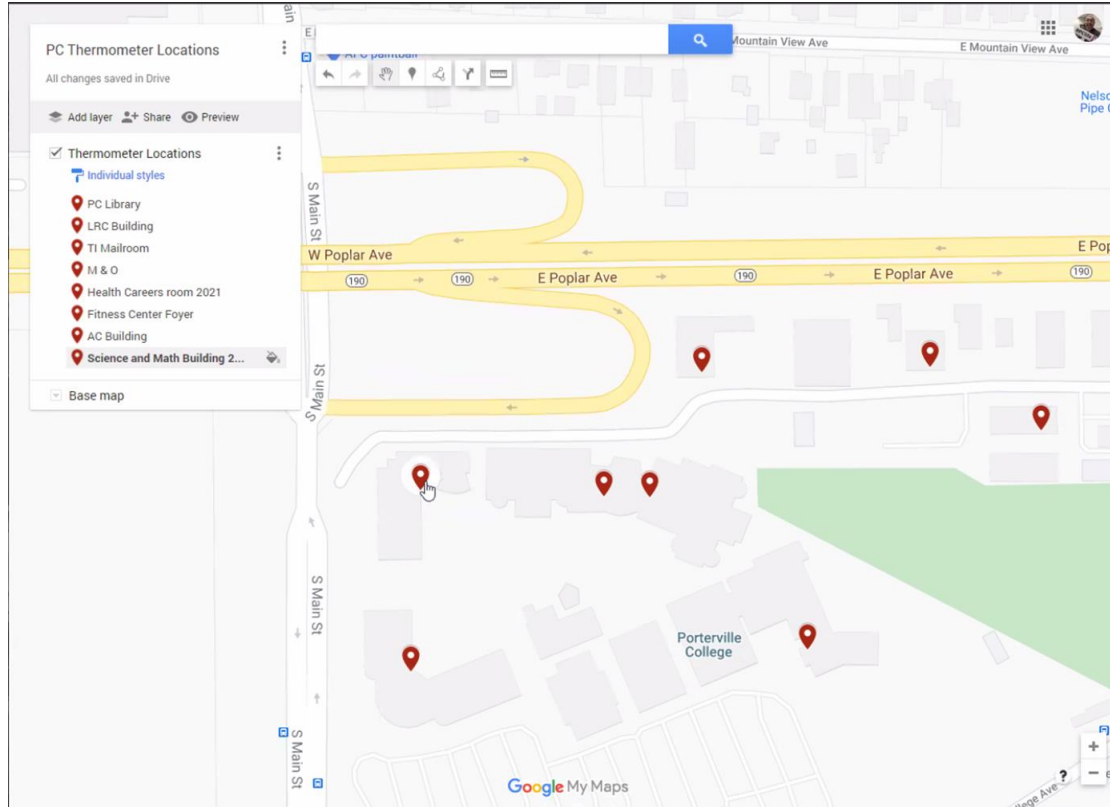 PC Thermometer Locations
All changes saved in Drive
Add layer
Share
Preview
Thermometer Locations
Individual styles
PC Library
LRC Building
TI Mailroom
M & O
Health Careers room 2021
Fitness Center Foyer
AC Building
Science and Math Building 2...
Base map
Mountain View Ave
E Mountain View Ave
S Main St
W Poplar Ave
190
190
E Poplar Ave
190
E Poplar Ave
190
S Main St
S Main St
S Main St
Porterville
College
Google My Maps
?
+
−